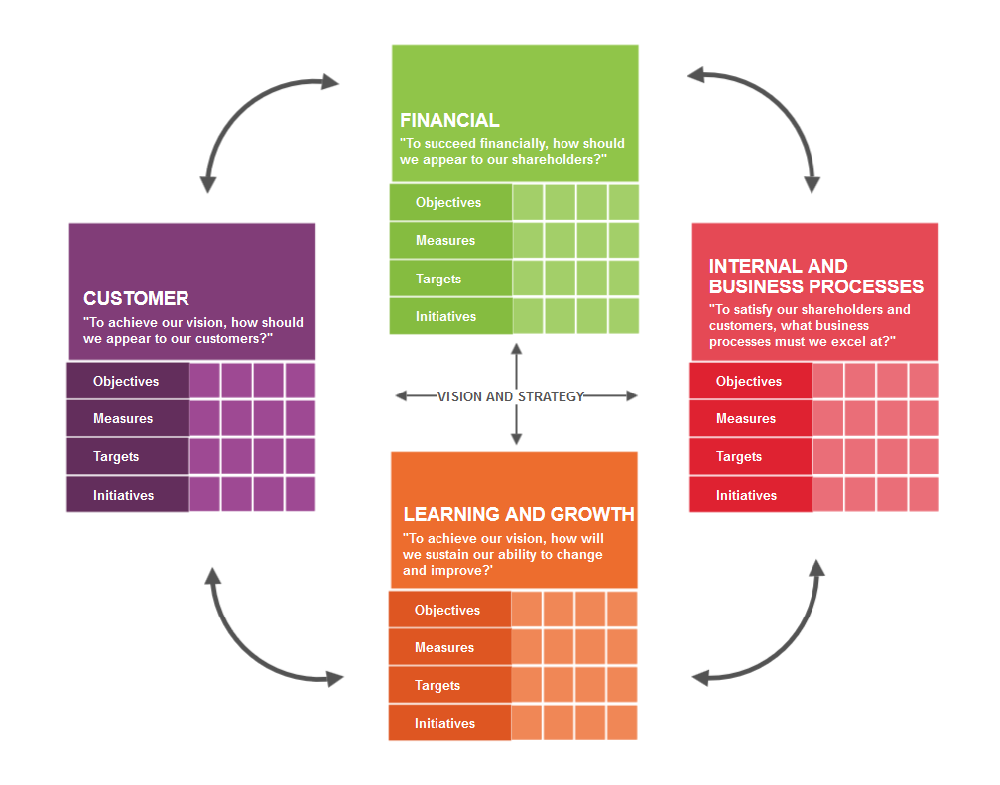 FINANCIAL
"To succeed financially, how should
we appear to our shareholders?"
Objectives
Measures
Targets
Initiatives
CUSTOMER
"To achieve our vision, how should
we appear to our customers?"
Objectives
Measures
Targets
Initiatives
VISION AND STRATEGY
INTERNAL AND
BUSINESS PROCESSES
"To satisfy our shareholders and
customers, what business
processes must we excel at?"
Objectives
Measures
Targets
Initiatives
LEARNING AND GROWTH
"To achieve our vision, how will
we sustain our ability to change
and improve?'
Objectives
Measures
Targets
Initiatives